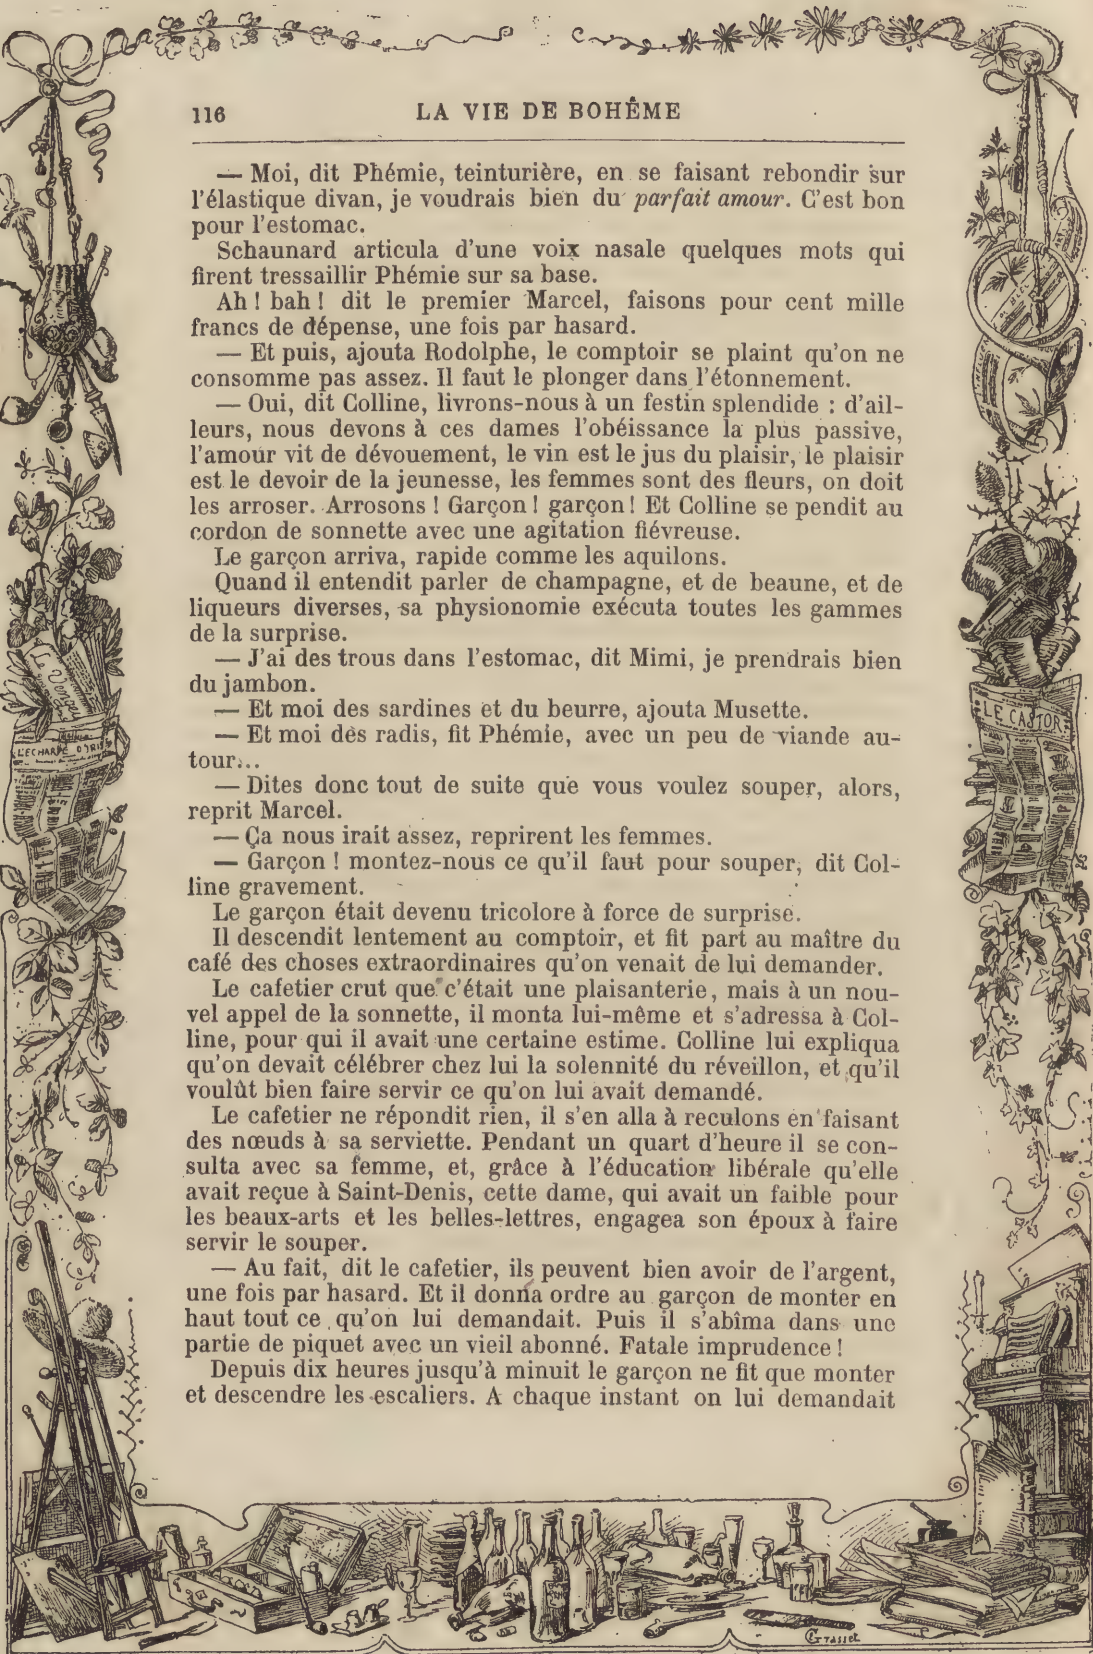 116
LA VIE DE BOHÊME
— Moi, dit Phémie, teinturière, en se faisant rebondir sur
l'élastique divan, je voudrais bien du parfait amour. C'est bon
pour l'estomac.
Schaunard articula d'une voix nasale quelques mots qui
firent tressaillir Phémie sur sa base.
Ah ! bah ! dit le premier Marcel, faisons pour cent mille
francs de dépense, une fois par hasard.
— Et puis, ajouta Rodolphe, le comptoir se plaint qu'on ne
consomme pas assez. Il faut le plonger dans l'étonnement.
— Oui, dit Colline, livrons-nous à un festin splendide : d'ail-
leurs, nous devons à ces dames l'obéissance la plus passive,
l'amour vit de dévouement, le vin est le jus du plaisir, le plaisir
est le devoir de la jeunesse, les femmes sont des fleurs, on doit
les arroser. Arrosons ! Garçon ! garçon ! Et Colline se pendit au
cordon de sonnette avec une agitation fiévreuse.
Le garçon arriva, rapide comme les aquilons.
Quand il entendit parler de champagne, et de beaune, et de
liqueurs diverses, sa physionomie exécuta toutes les gammes
de la surprise.
— J'ai des trous dans l'estomac, dit Mimi, je prendrais bien
du jambon.
— Et moi des sardines et du beurre, ajouta Musette.
— Et moi des radis, fit Phémie, avec un peu de viande au-
tour...
— Dites donc tout de suite que vous voulez souper, alors,
reprit Marcel.
— Ça nous irait assez, reprirent les femmes.
— Garçon ! montez-nous ce qu'il faut pour souper, dit Col-
line gravement.
Le garçon était devenu tricolore à force de surprise.
Il descendit lentement au comptoir, et fit part au maître du
café des choses extraordinaires qu'on venait de lui demander.
Le cafetier crut que c'était une plaisanterie, mais à un nou-
vel appel de la sonnette, il monta lui-même et s'adressa à Col-
line, pour qui il avait une certaine estime. Colline lui expliqua
qu'on devait célébrer chez lui la solennité du réveillon, et qu'il
voulût bien faire servir ce qu'on lui avait demandé.
Le cafetier ne répondit rien, il s'en alla à reculons en faisant
des nœuds à sa serviette. Pendant un quart d'heure il se con-
sulta avec sa femme, et, grâce à l'éducation libérale qu'elle
avait reçue à Saint-Denis, cette dame, qui avait un faible pour
les beaux-arts et les belles-lettres, engagea son époux à faire
servir le souper.
— Au fait, dit le cafetier, ils peuvent bien avoir de l'argent,
une fois par hasard. Et il donna ordre au garçon de monter en
haut tout ce qu'on lui demandait. Puis il s'abîma dans une
partie de piquet avec un vieil abonné. Fatale imprudence !
Depuis dix heures jusqu'à minuit le garçon ne fit que monter
et descendre les escaliers. A chaque instant on lui demandait
Le Vengeur
L'ECHARPE D'IRIS
LE CASTOR
Grasset